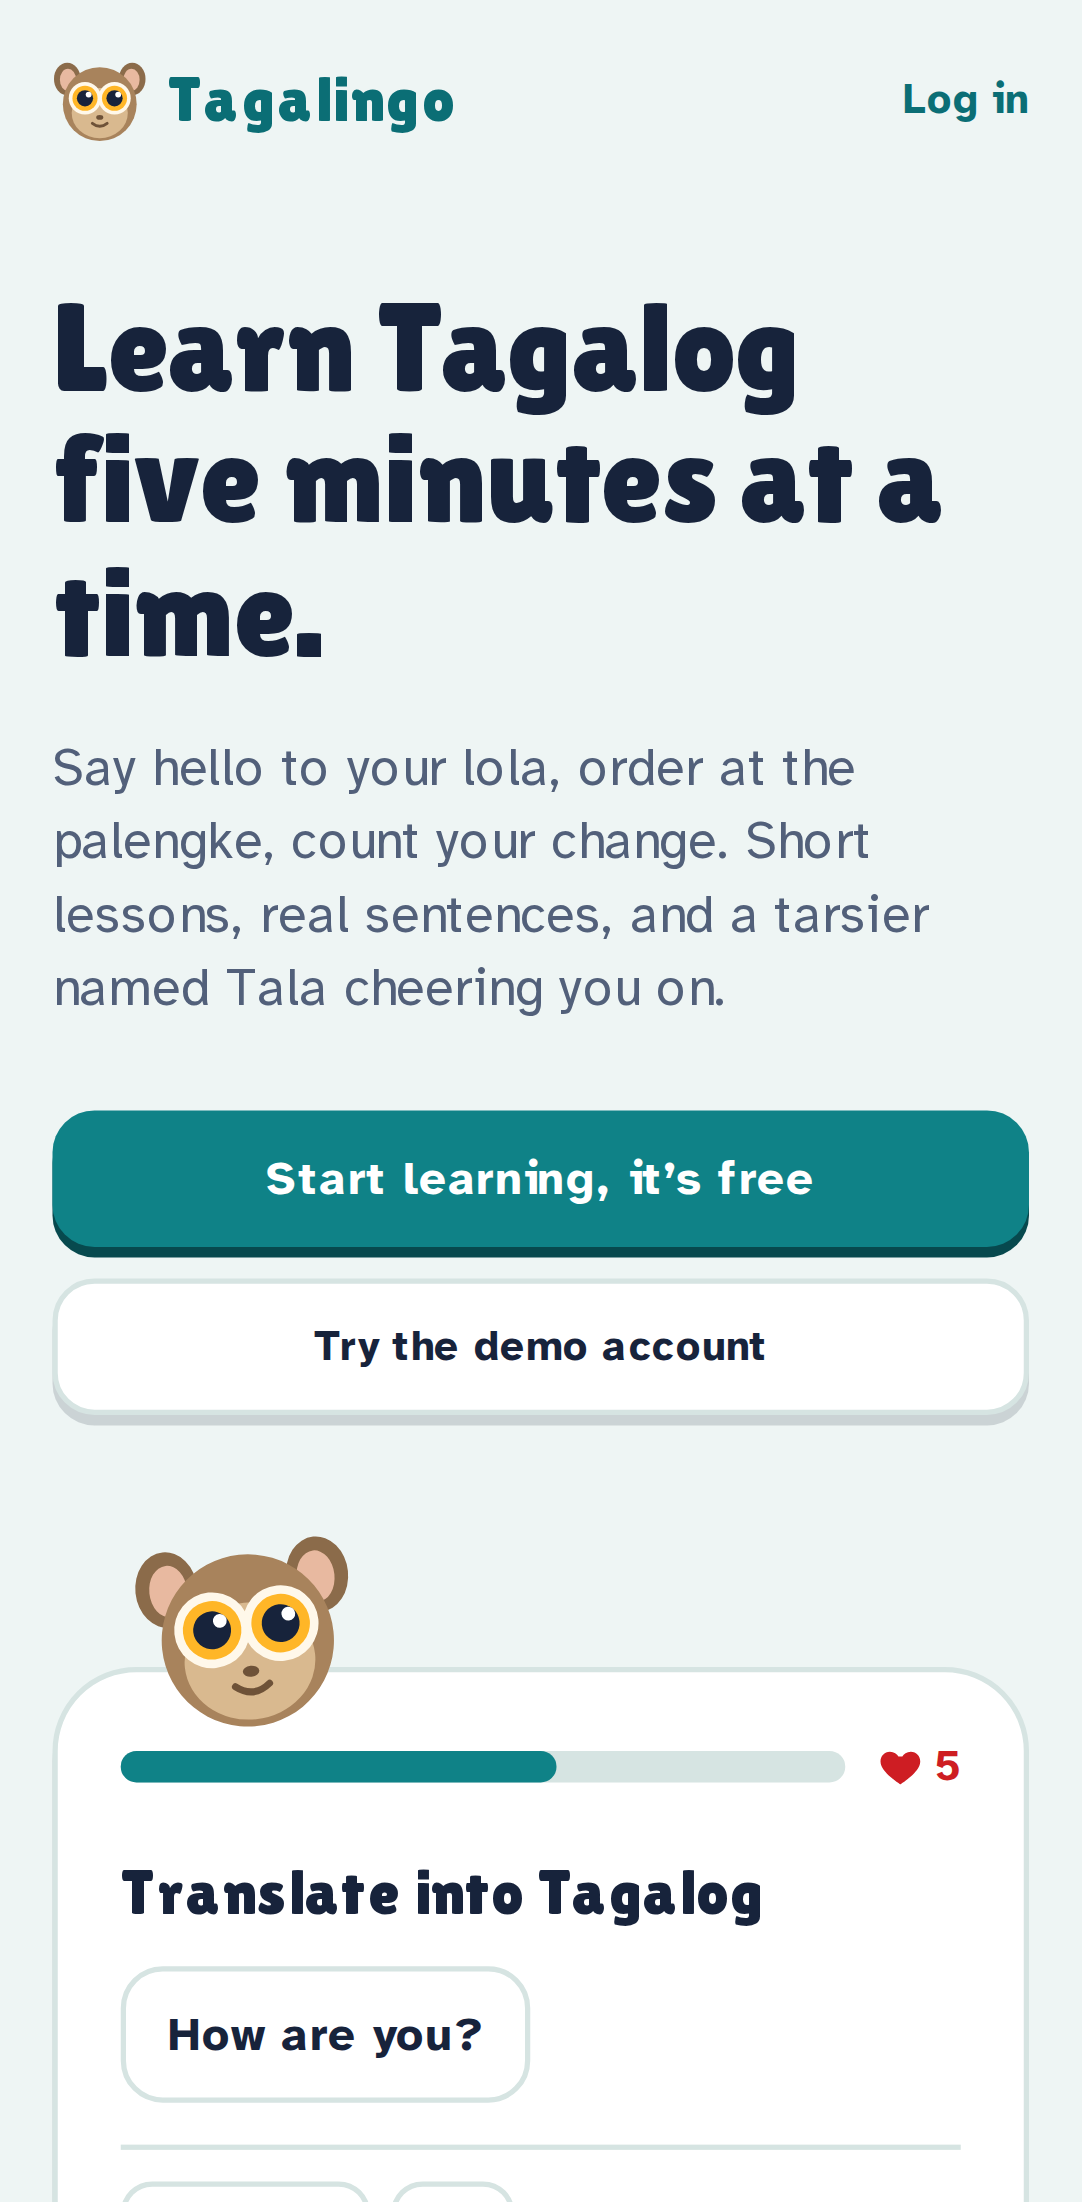 Tagalingo
Log in
Learn Tagalog
five minutes at a
time.
Say hello to your lola, order at the
palengke, count your change. Short
lessons, real sentences, and a tarsier
named Tala cheering you on.
Start learning, it’s free
Try the demo account
5
Translate into Tagalog
How are you?